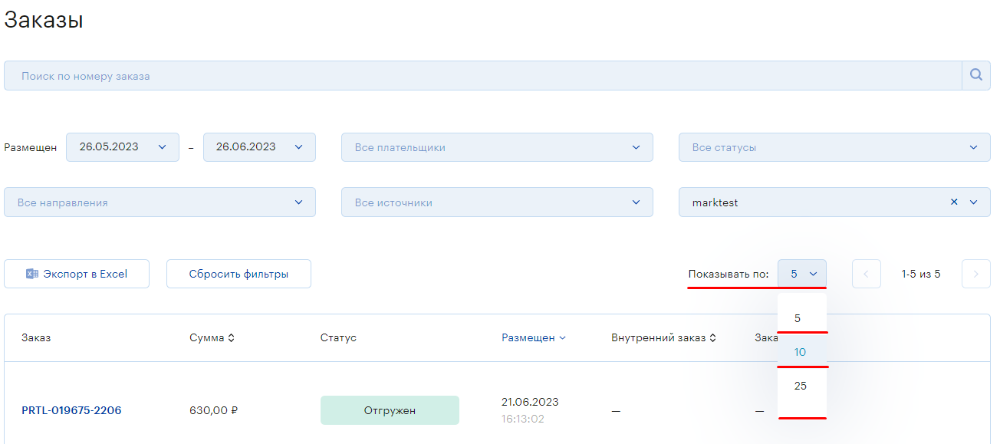 Заказы
Поиск по номеру заказа
Размещен 26.05.2023 – 26.06.2023 Все плательщики Все статусы
Все направления Все источники marktest
Экспорт в Excel Сбросить фильтры Показывать по: 5 1-5 из 5
5
Заказ Сумма Статус Размещен Внутренний заказ Зака
10
25
PRTL-019675-2206 630,00 ₽ Отгружен 21.06.2023 — —
16:13:02